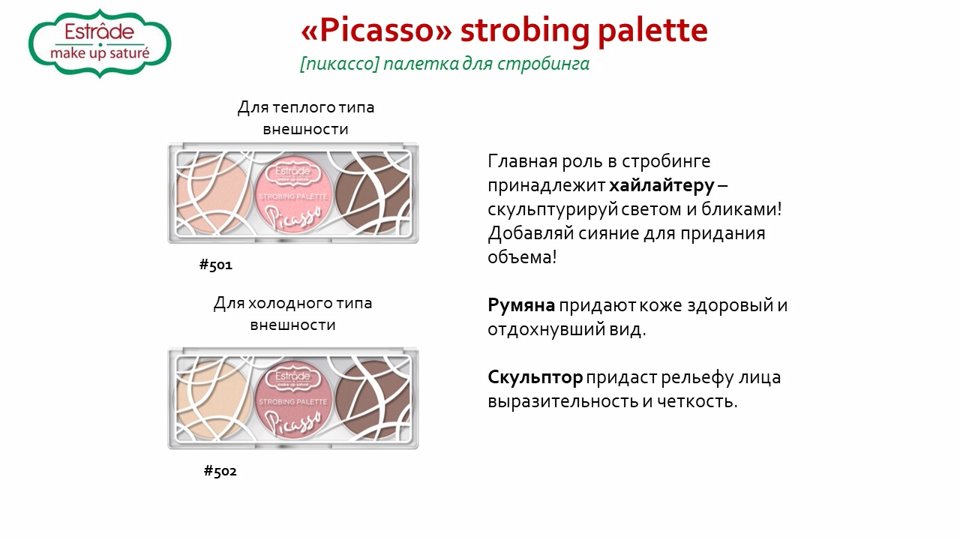 Estrâde
make up saturé
«Picasso» strobing palette
[пикассо] палетка для стробинга
Для теплого типа
внешности
Estrâde
make up saturé
STROBING PALETTE
Picasso
#501
Для холодного типа
внешности
Estrâde
make up saturé
STROBING PALETTE
Picasso
#502
Главная роль в стробинге
принадлежит хайлайтеру –
скульптурируй светом и бликами!
Добавляй сияние для придания
объема!
Румяна придают коже здоровый и
отдохнувший вид.
Скульптор придаст рельефу лица
выразительность и четкость.